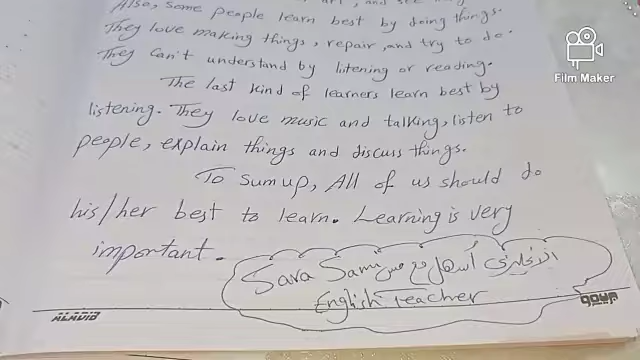 Also, some people learn best by doing things.
They love making things, repair, and try to do.
They can't understand by litening or reading.
The last kind of learners learn best by
listening. They love music and talking, listen to
people, explain things and discuss things.
To sum up, All of us should do
his/her best to learn. Learning is very
important.
Sara Sami الانجليزى أسهل مع مس
English Teacher
ALAVID
Film Maker